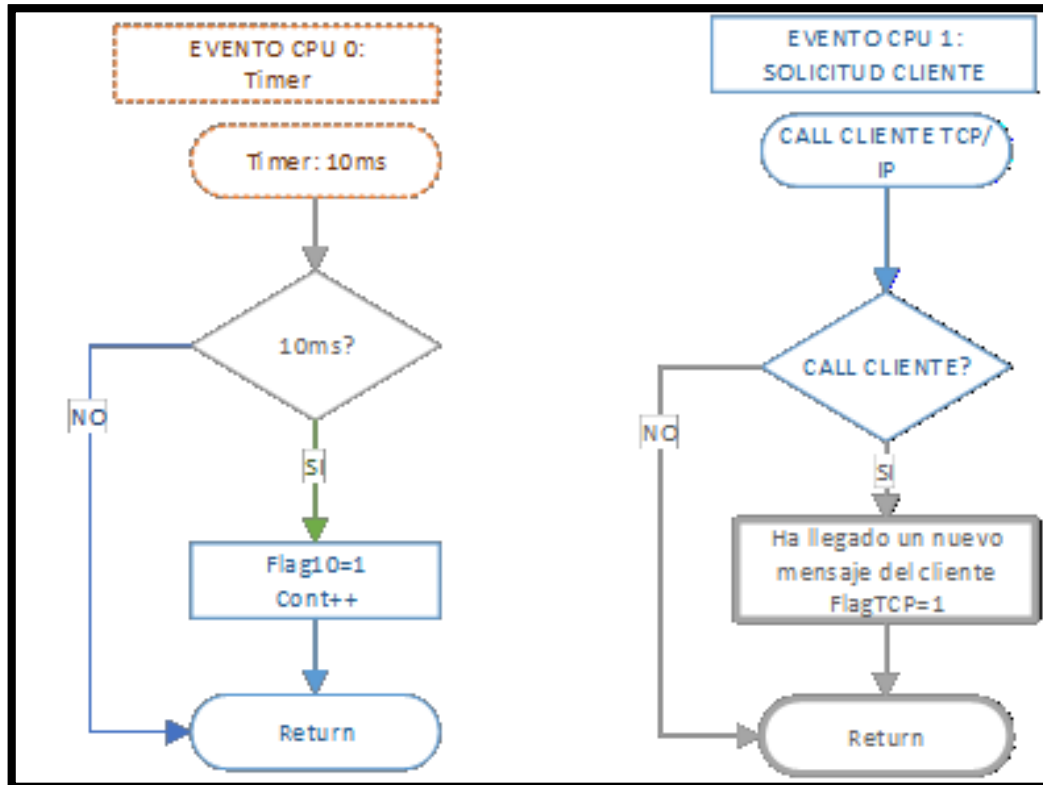 EVENTO CPU 0:
Timer
Timer: 10ms
10ms?
NO
SI
Flag10=1
Cont++
Return
EVENTO CPU 1:
SOLICITUD CLIENTE
CALL CLIENTE TCP/
IP
CALL CLIENTE?
NO
SI
Ha llegado un nuevo
mensaje del cliente
FlagTCP=1
Return